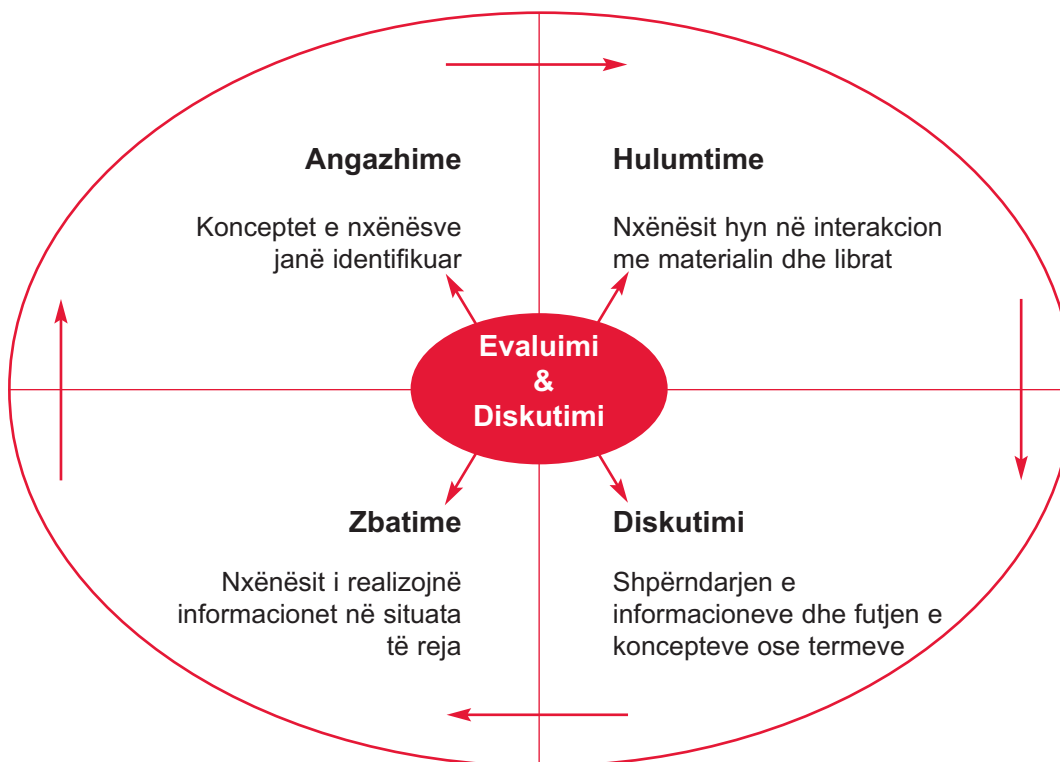 Angazhime
Konceptet e nxënësve
janë identifikuar
Hulumtime
Nxënësit hyn në interakcion
me materialin dhe librat
Evaluimi
&
Diskutimi
Zbatime
Nxënësit i realizojnë
informacionet në situata
të reja
Diskutimi
Shpërndarjen e
informacioneve dhe futjen e
koncepteve ose termeve